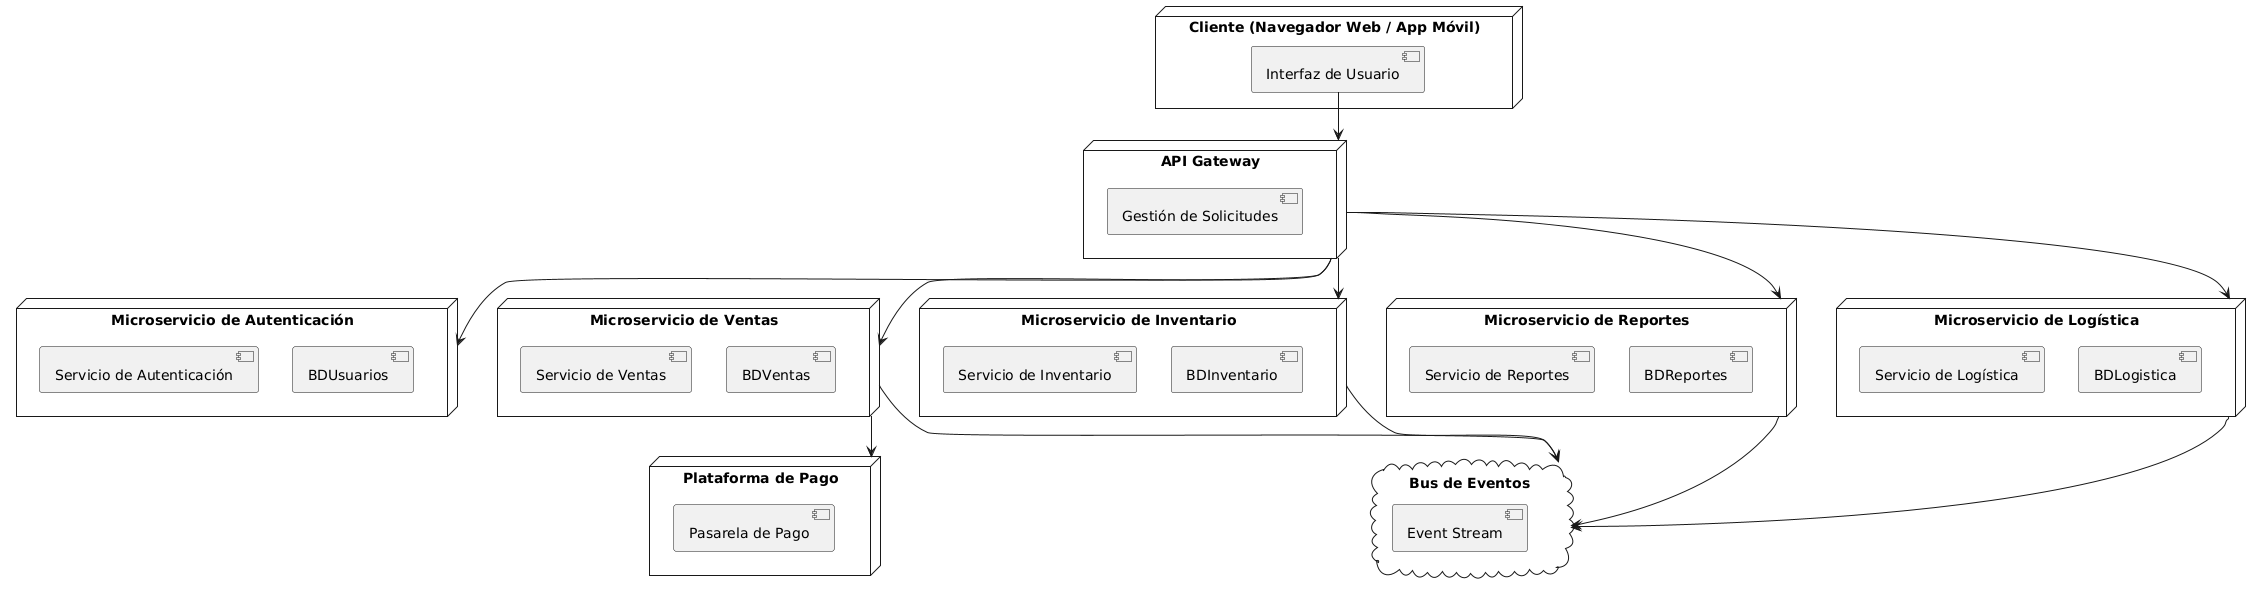 Cliente (Navegador Web / App Móvil)
Interfaz de Usuario
API Gateway
Gestión de Solicitudes
Microservicio de Autenticación
Servicio de Autenticación
BDUsuarios
Microservicio de Ventas
Servicio de Ventas
BDVentas
Microservicio de Inventario
Servicio de Inventario
BDInventario
Microservicio de Reportes
Servicio de Reportes
BDReportes
Microservicio de Logística
Servicio de Logística
BDLogistica
Plataforma de Pago
Pasarela de Pago
Bus de Eventos
Event Stream